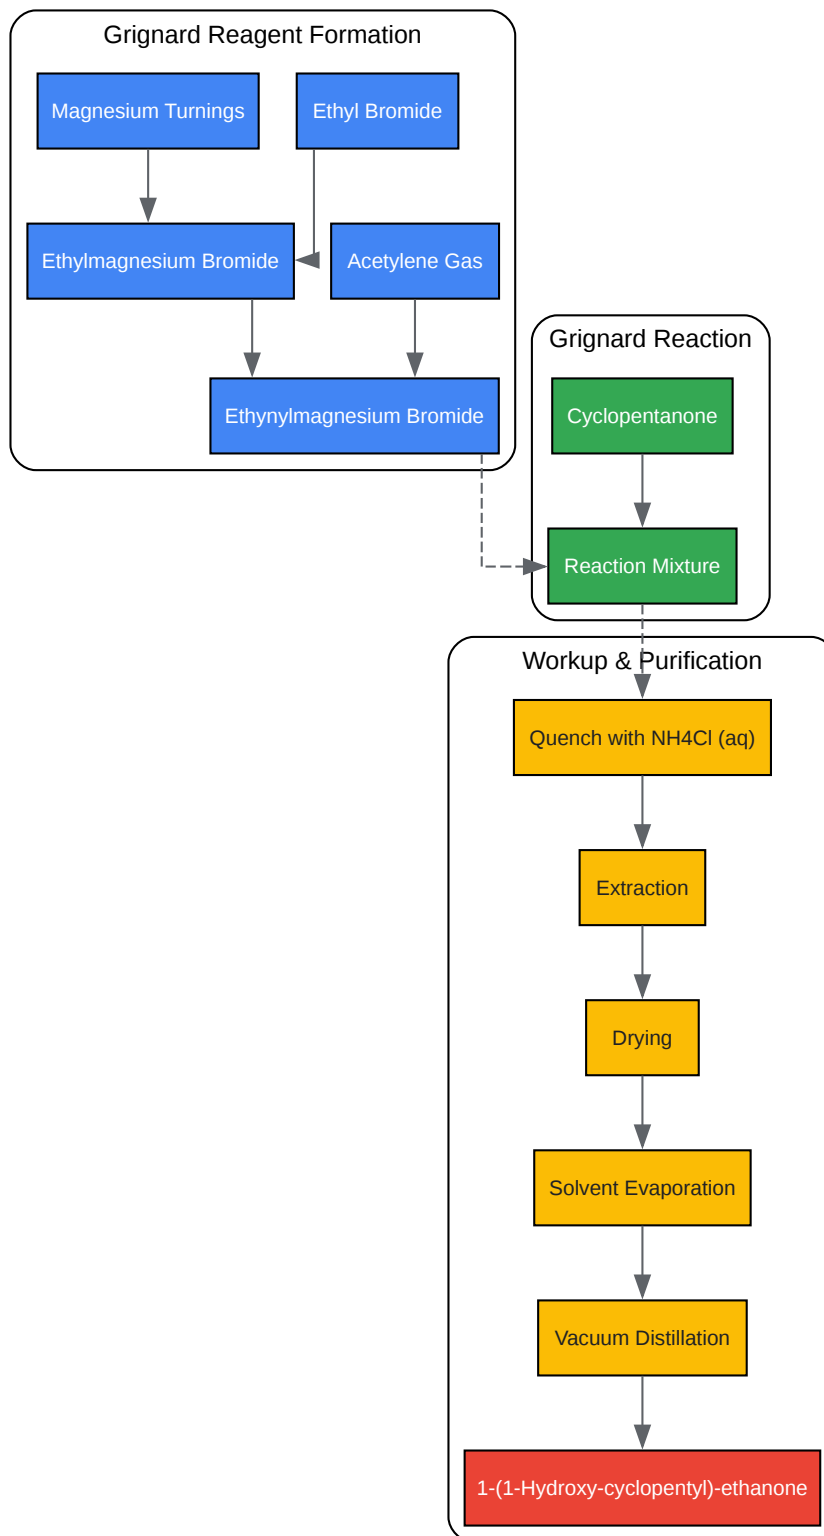 Grignard Reagent Formation
Magnesium Turnings
Ethyl Bromide
Ethylmagnesium Bromide
Acetylene Gas
Ethynylmagnesium Bromide
Grignard Reaction
Cyclopentanone
Reaction Mixture
Workup & Purification
Quench with NH4Cl (aq)
Extraction
Drying
Solvent Evaporation
Vacuum Distillation
1-(1-Hydroxy-cyclopentyl)-ethanone